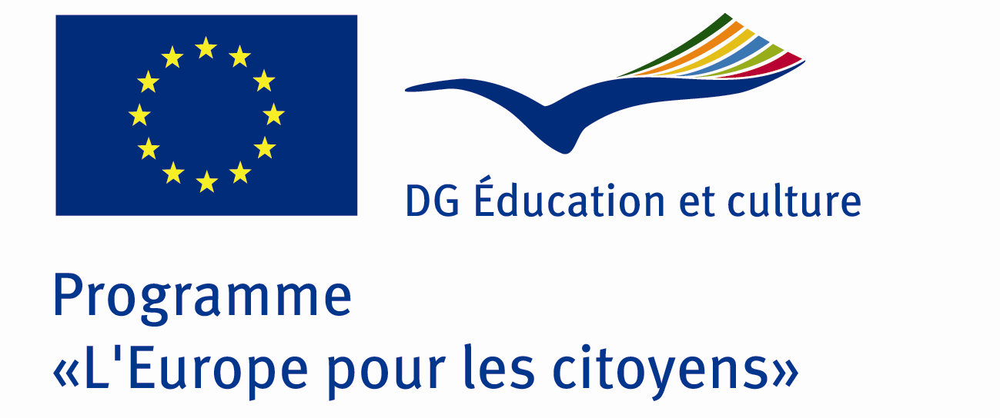 DG Éducation et culture
Programme
«L'Europe pour les citoyens»